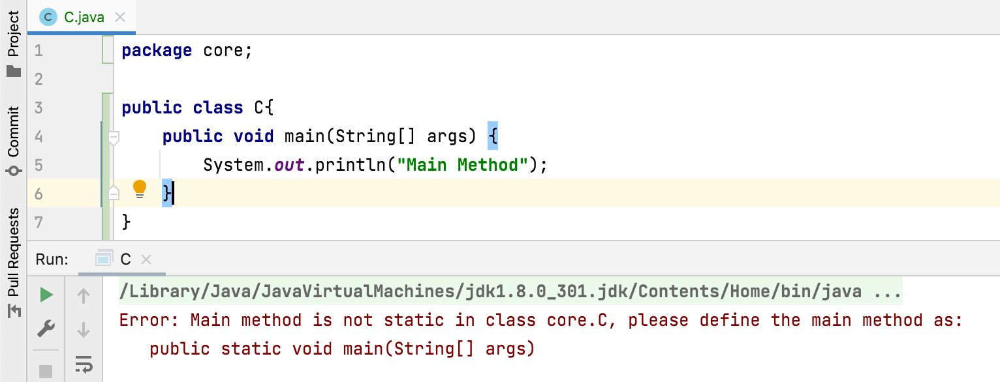 Project
Commit
Pull Requests
C C.java
1 package core;
2
3 public class C{
4     public void main(String[] args) {
5         System.out.println("Main Method");
6     }
7 }
Run: C
/Library/Java/JavaVirtualMachines/jdk1.8.0_301.jdk/Contents/Home/bin/java ...
Error: Main method is not static in class core.C, please define the main method as:
   public static void main(String[] args)